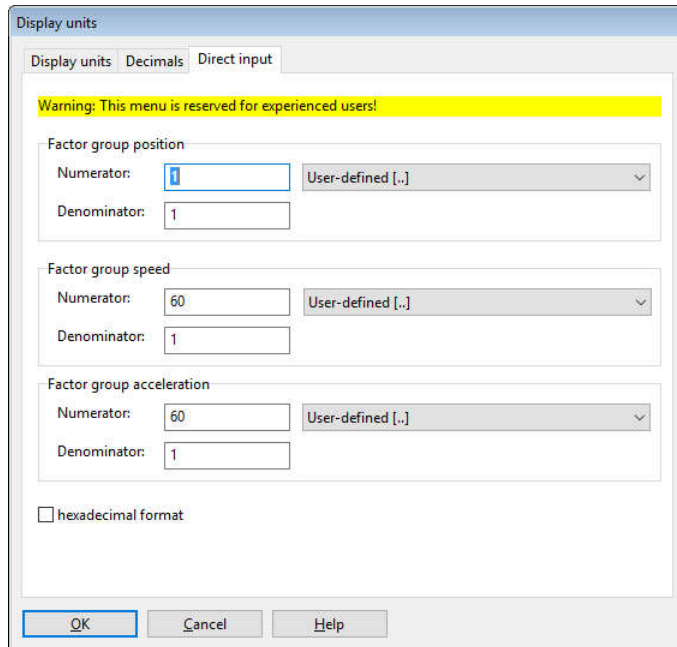 Display units
Display units Decimals Direct input
Warning: This menu is reserved for experienced users!
Factor group position
Numerator: 1 User-defined [..]
Denominator: 1
Factor group speed
Numerator: 60 User-defined [..]
Denominator: 1
Factor group acceleration
Numerator: 60 User-defined [..]
Denominator: 1
hexadecimal format
OK Cancel Help